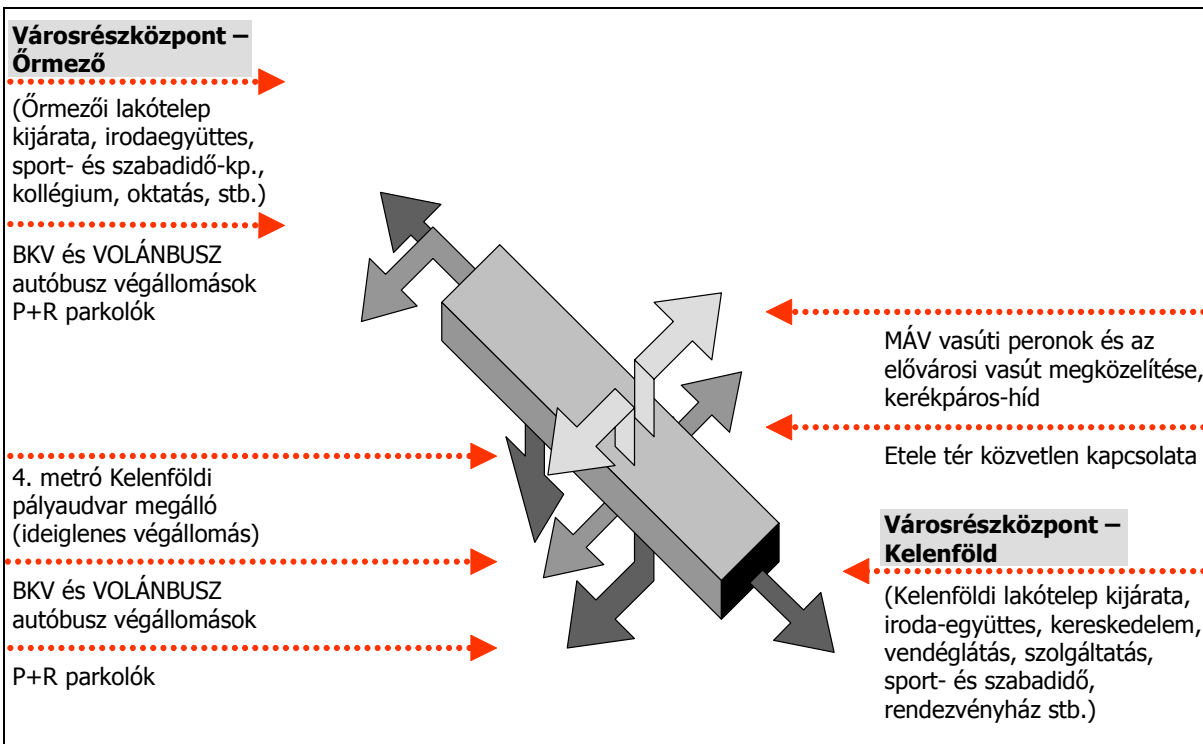 Városrészközpont –
Őrmező
(Őrmezői lakótelep
kijárata, irodaegyüttes,
sport- és szabadidő-kp.,
kollégium, oktatás, stb.)
BKV és VOLÁNBUSZ
autóbusz végállomások
P+R parkolók
4. metró Kelenföldi
pályaudvar megálló
(ideiglenes végállomás)
BKV és VOLÁNBUSZ
autóbusz végállomások
P+R parkolók
MÁV vasúti peronok és az
elővárosi vasút megközelítése,
kerékpáros-híd
Etele tér közvetlen kapcsolata
Városrészközpont –
Kelenföld
(Kelenföldi lakótelep kijárata,
iroda-együttes, kereskedelem,
vendéglátás, szolgáltatás,
sport- és szabadidő,
rendezvényház stb.)